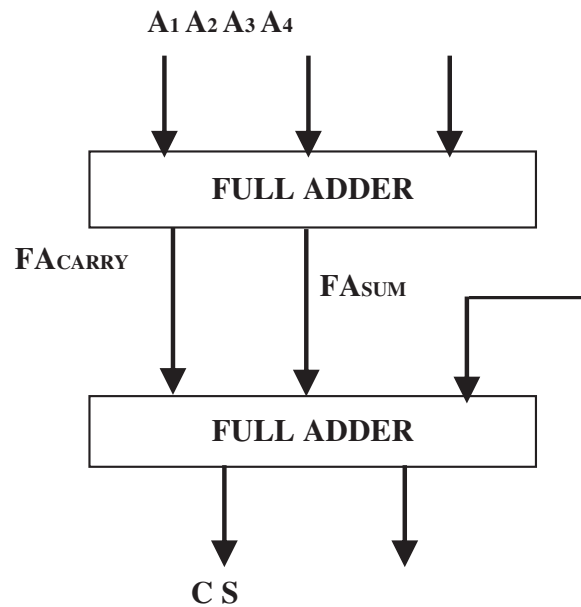 A1 A2 A3 A4
FULL ADDER
FACARRY
FASUM
FULL ADDER
C S